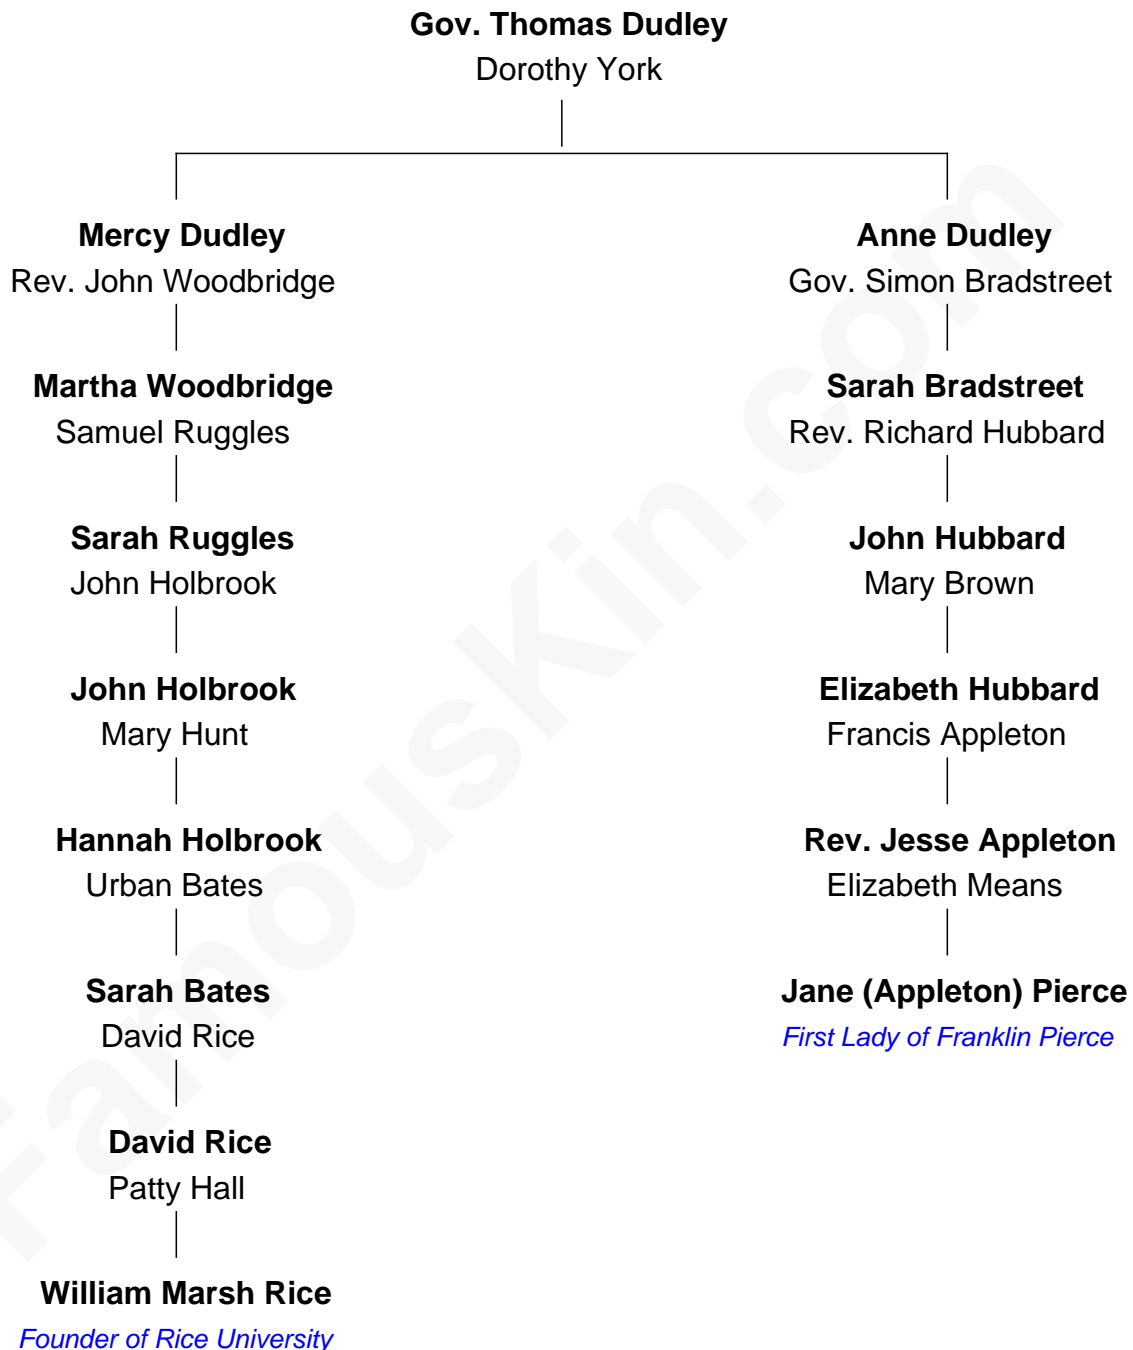 Gov. Thomas Dudley
Dorothy York
Mercy Dudley
Rev. John Woodbridge
Anne Dudley
Gov. Simon Bradstreet
Martha Woodbridge
Samuel Ruggles
Sarah Bradstreet
Rev. Richard Hubbard
Sarah Ruggles
John Holbrook
John Hubbard
Mary Brown
John Holbrook
Mary Hunt
Elizabeth Hubbard
Francis Appleton
Hannah Holbrook
Urban Bates
Rev. Jesse Appleton
Elizabeth Means
Sarah Bates
David Rice
Jane (Appleton) Pierce
First Lady of Franklin Pierce
David Rice
Patty Hall
William Marsh Rice
Founder of Rice University
FamousKin.com